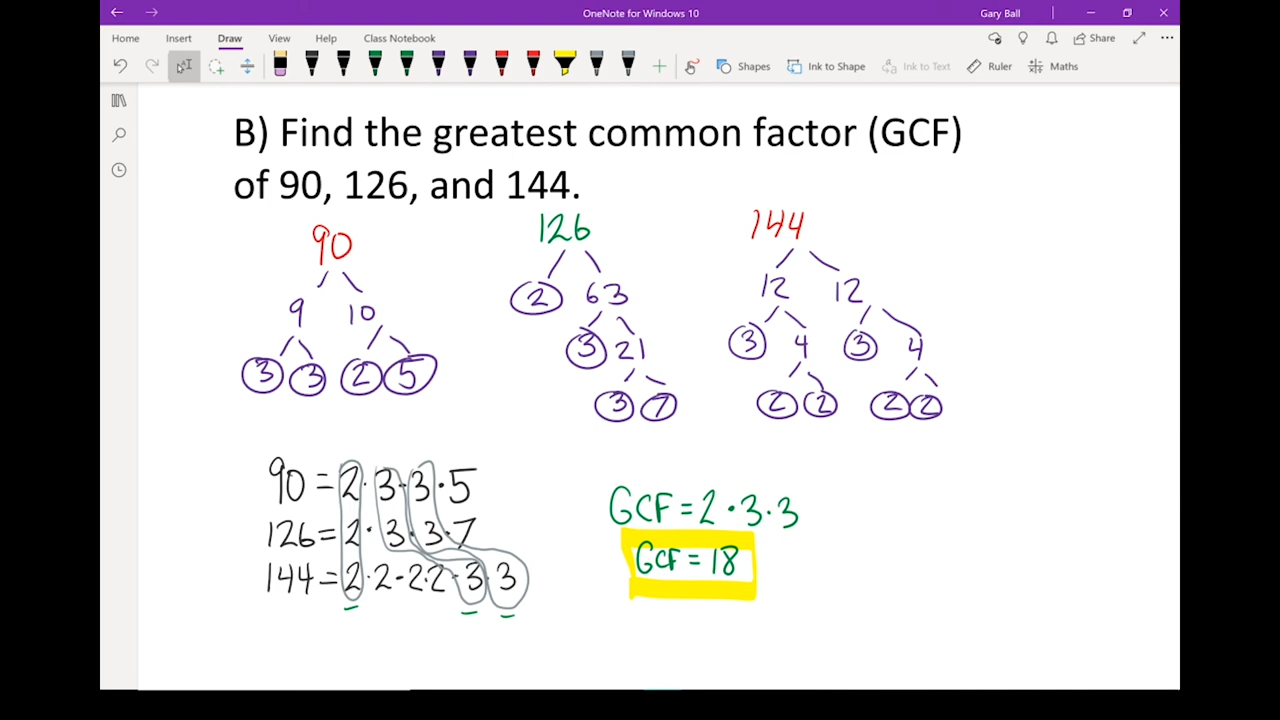 OneNote for Windows 10
Gary Ball
Home Insert Draw View Help Class Notebook
Share
Shapes Ink to Shape Ink to Text Ruler Maths
B) Find the greatest common factor (GCF)
of 90, 126, and 144.
90 126 144
9 10 2 63 12 12
3 3 2 5 3 21 3 4 3 4
3 7 2 2 2 2
90 = 2 · 3 · 3 · 5
126 = 2 · 3 · 3 · 7
144 = 2 · 2 · 2 · 2 · 3 · 3
GCF = 2 · 3 · 3
GCF = 18